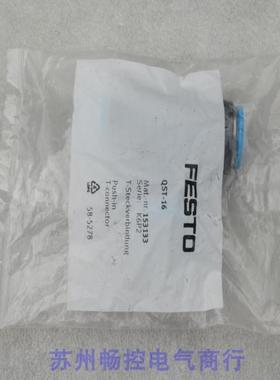 QST-16
FESTO
Mat.-nr. 153133
Serie K6P2
T-Steckverbindung
Push-in
T-connector
58-5278
苏州畅控电气商行